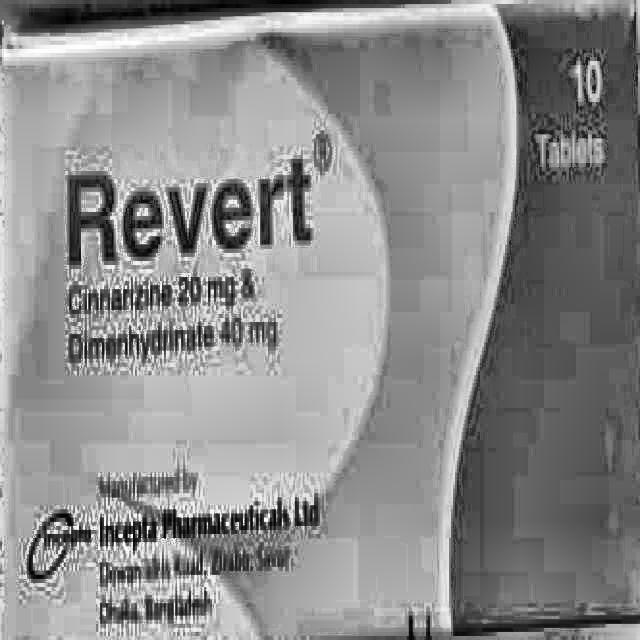 10
Tablets
Revert®
Cinnarizine 20 mg &
Dimenhydrinate 40 mg
Manufactured by
Incepta Pharmaceuticals Ltd
Dhaka, Bangladesh